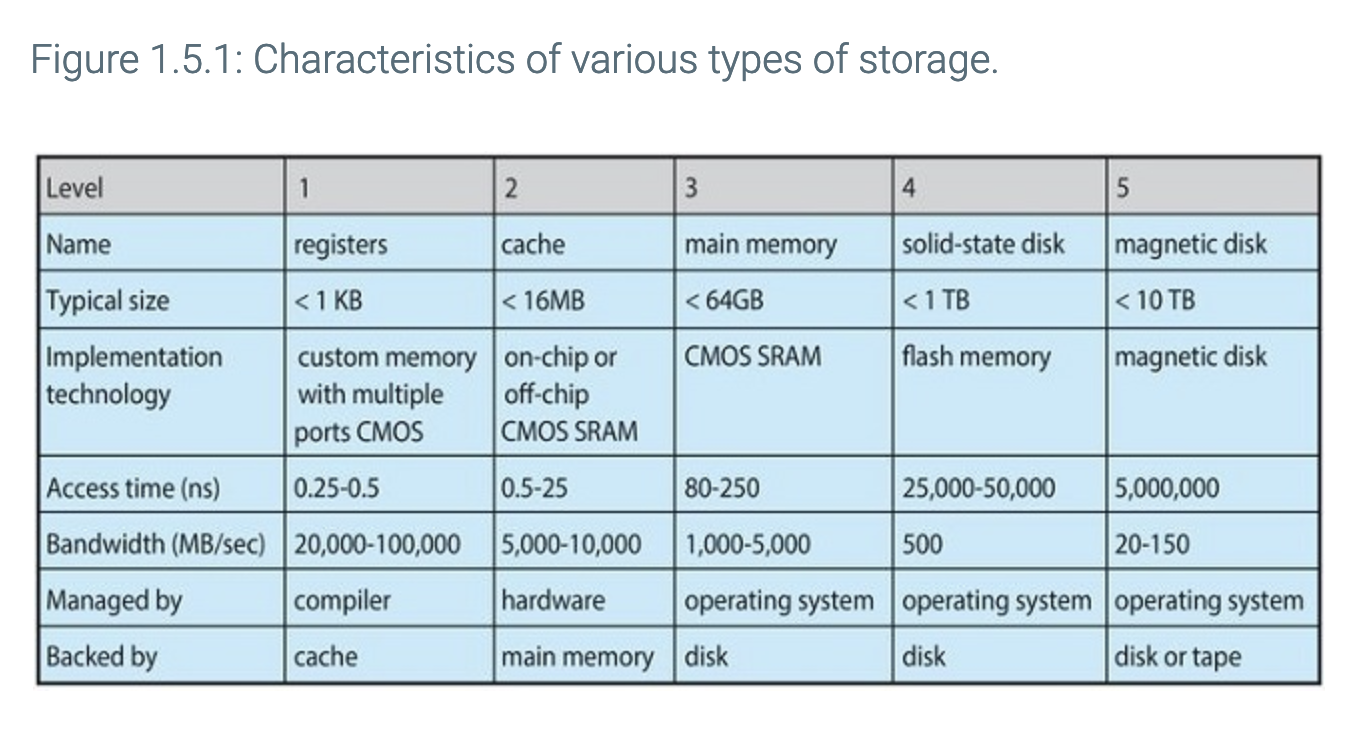 Figure 1.5.1: Characteristics of various types of storage.
Level 1 2 3 4 5
Name registers cache main memory solid-state disk magnetic disk
Typical size < 1 KB < 16MB < 64GB < 1 TB < 10 TB
Implementation custom memory on-chip or CMOS SRAM flash memory magnetic disk
technology with multiple off-chip
ports CMOS CMOS SRAM
Access time (ns) 0.25-0.5 0.5-25 80-250 25,000-50,000 5,000,000
Bandwidth (MB/sec) 20,000-100,000 5,000-10,000 1,000-5,000 500 20-150
Managed by compiler hardware operating system operating system operating system
Backed by cache main memory disk disk disk or tape